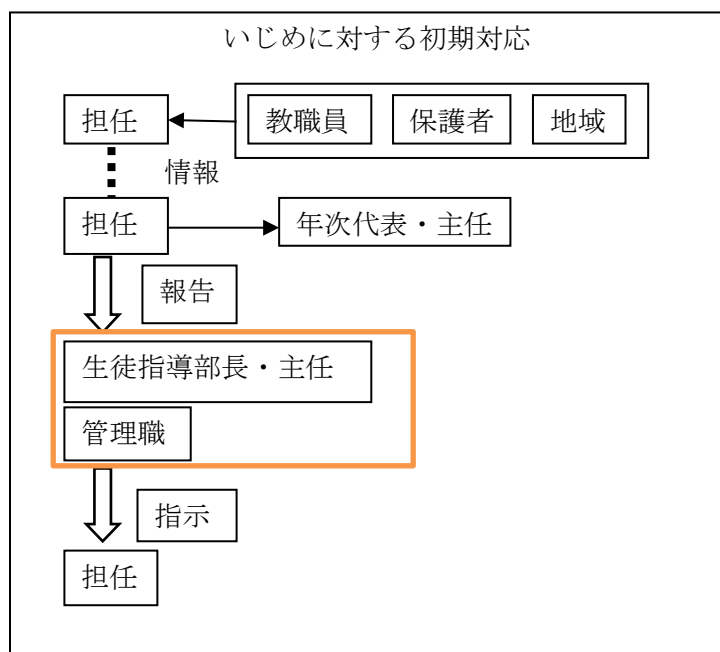 いじめに対する初期対応
担任 教職員 保護者 地域
情報
担任 年次代表・主任
報告
生徒指導部長・主任
管理職
指示
担任